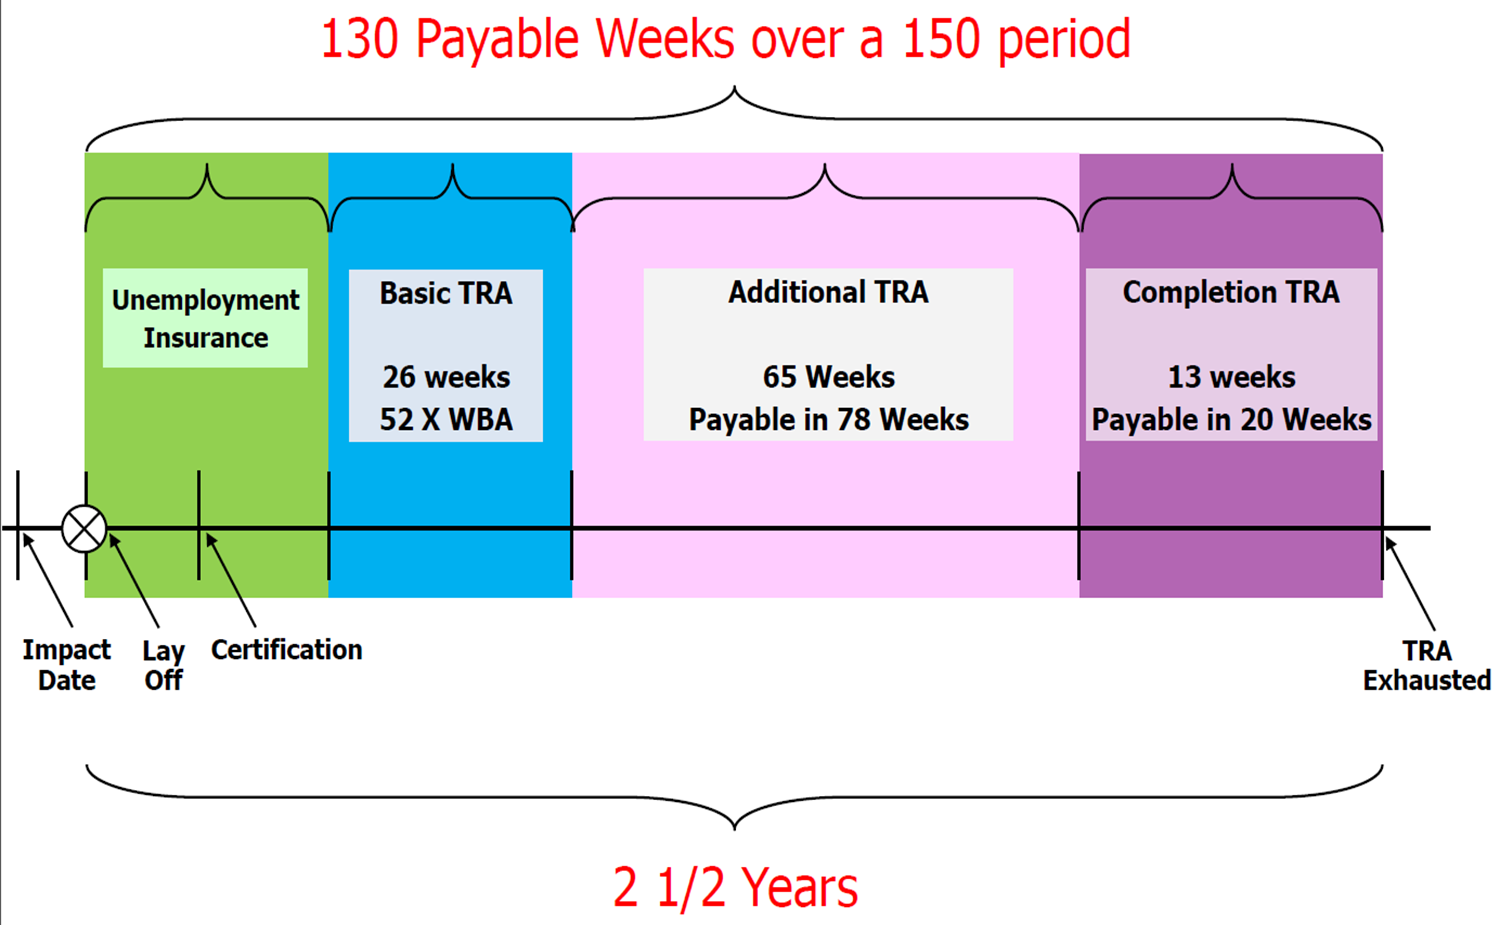 130 Payable Weeks over a 150 period
Unemployment
Insurance
Basic TRA
26 weeks
52 X WBA
Additional TRA
65 Weeks
Payable in 78 Weeks
Completion TRA
13 weeks
Payable in 20 Weeks
Impact
Date
Lay
Off
Certification
TRA
Exhausted
2 1/2 Years